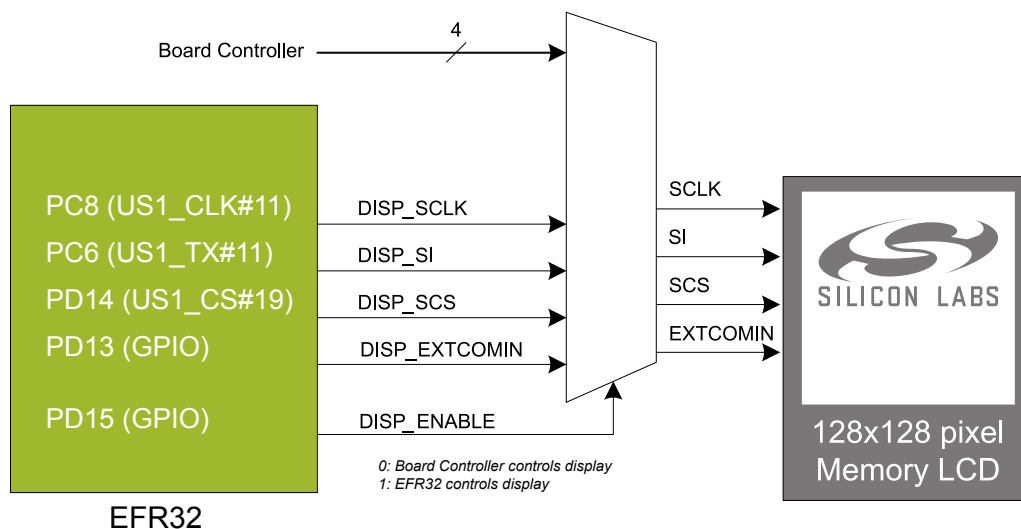 4
Board Controller
PC8 (US1_CLK#11)
PC6 (US1_TX#11)
PD14 (US1_CS#19)
PD13 (GPIO)
PD15 (GPIO)
EFR32
DISP_SCLK
DISP_SI
DISP_SCS
DISP_EXTCOMIN
DISP_ENABLE
0: Board Controller controls display
1: EFR32 controls display
SCLK
SI
SCS
EXTCOMIN
SILICON LABS
128x128 pixel
Memory LCD